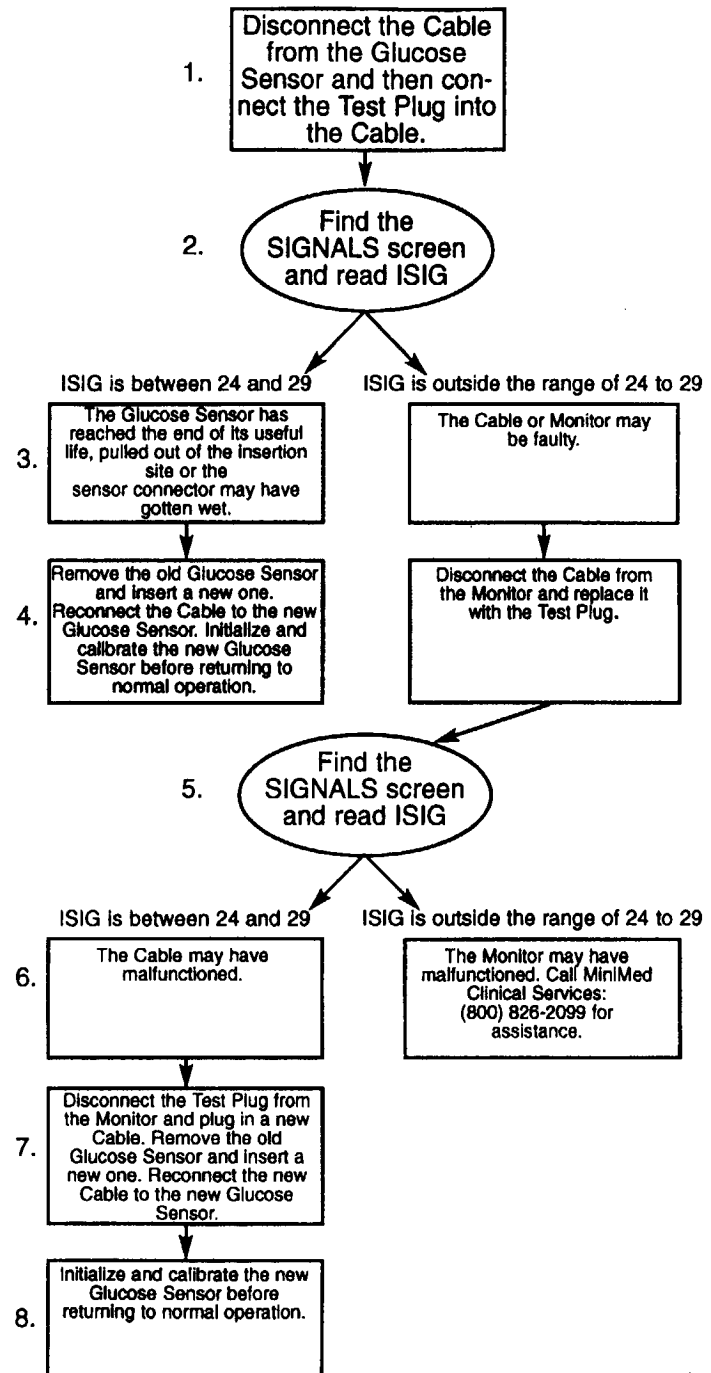 1.
Disconnect the Cable
from the Glucose
Sensor and then con-
nect the Test Plug into
the Cable.
2.
Find the
SIGNALS screen
and read ISIG
ISIG is between 24 and 29
ISIG is outside the range of 24 to 29
3.
The Glucose Sensor has
reached the end of its useful
life, pulled out of the insertion
site or the
sensor connector may have
gotten wet.
The Cable or Monitor may
be faulty.
4.
Remove the old Glucose Sensor
and insert a new one.
Reconnect the Cable to the new
Glucose Sensor. Initialize and
calibrate the new Glucose
Sensor before returning to
normal operation.
Disconnect the Cable from
the Monitor and replace it
with the Test Plug.
5.
Find the
SIGNALS screen
and read ISIG
ISIG is between 24 and 29
ISIG is outside the range of 24 to 29
6.
The Cable may have
malfunctioned.
The Monitor may have
malfunctioned. Call MiniMed
Clinical Services:
(800) 826-2099 for
assistance.
7.
Disconnect the Test Plug from
the Monitor and plug in a new
Cable. Remove the old
Glucose Sensor and insert a
new one. Reconnect the new
Cable to the new Glucose
Sensor.
8.
Initialize and calibrate the new
Glucose Sensor before
returning to normal operation.